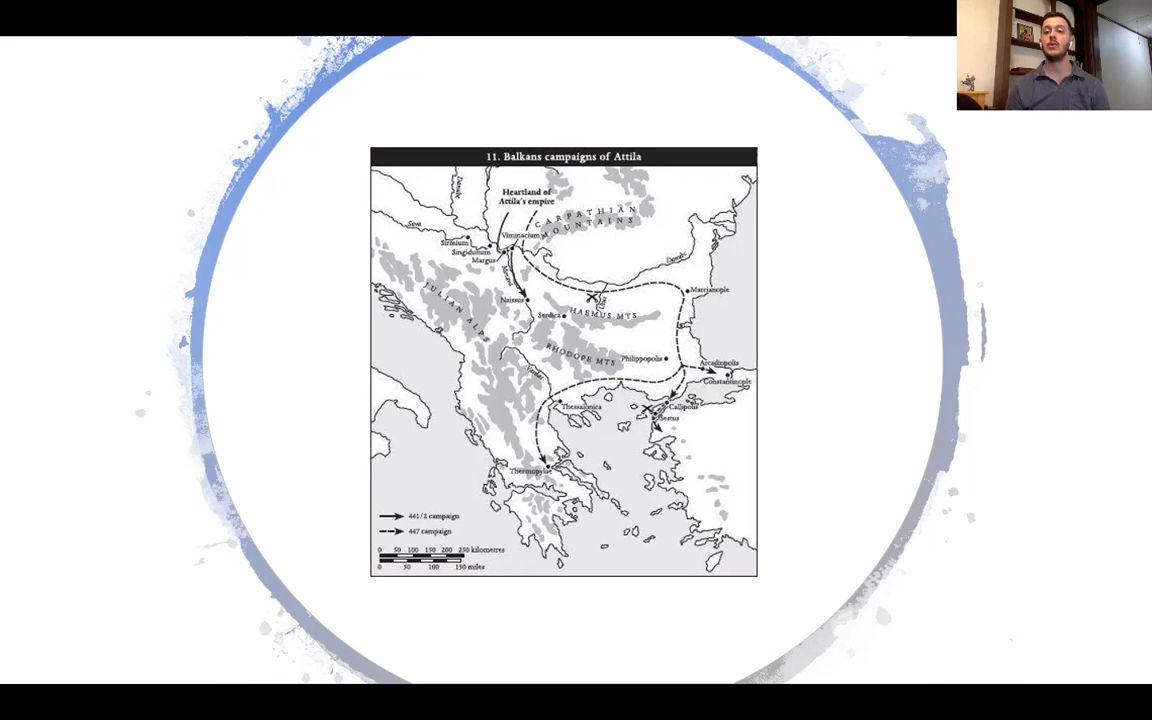 11. Balkans campaigns of Attila
Heartland of
Attila's empire
Danube
CARPATHIAN
MOUNTAINS
Sava
Sirmium
Singidunum
Margus
Viminacium
Naissus
JULIAN ALPS
Serdica
HAEMUS MTS
Marcianople
RHODOPE MTS
Philippopolis
Arcadiopolis
Constantinople
Thessalonica
Callipolis
Sestus
Thermopylae
441/2 campaign
447 campaign
0 50 100 150 200 250 kilometres
0 50 100 150 miles